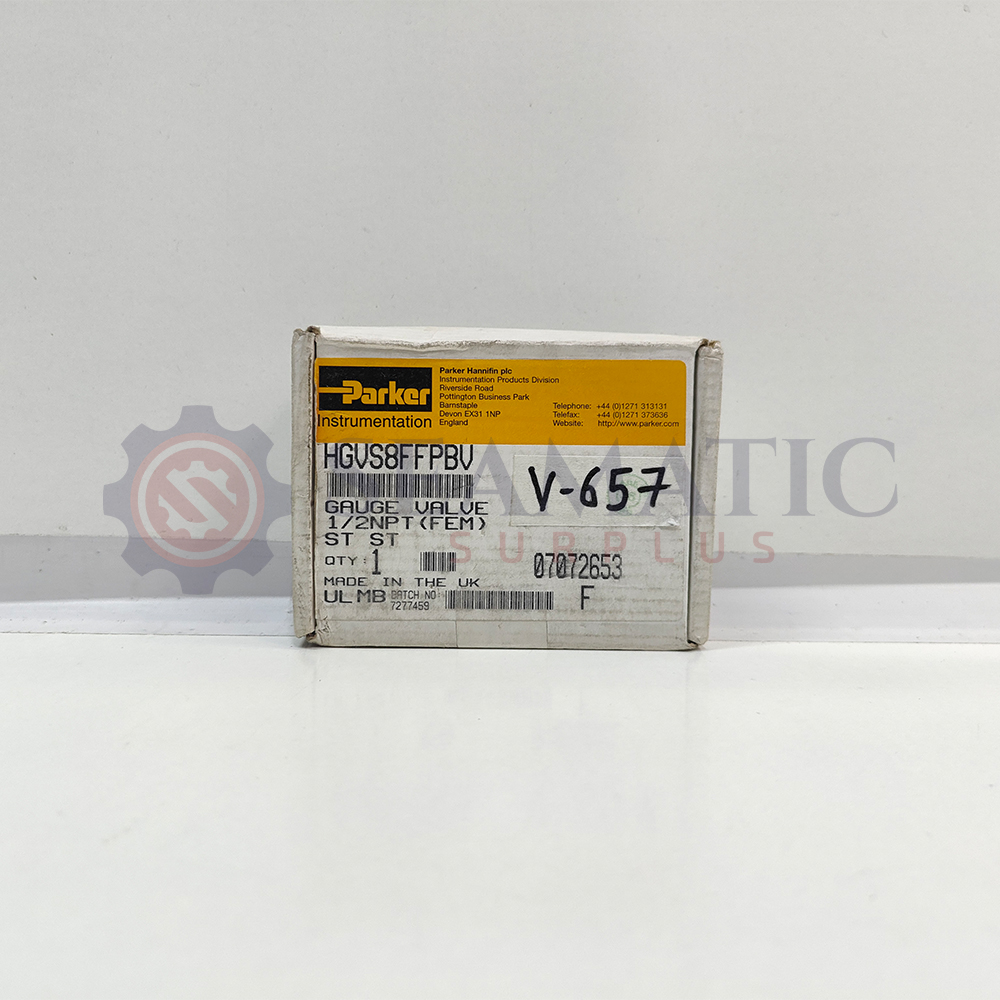 Parker
Instrumentation
Parker Hannifin plc
Instrumentation Products Division
Riverside Road
Pottington Business Park
Barnstaple
Devon EX31 1NP
England
Telephone: +44 (0)1271 313131
Telefax: +44 (0)1271 373636
Website: http://www.parker.com
HGVS8FFPBV
V-657
GAUGE VALVE
1/2NPT(FEM)
ST ST
QTY: 1
07072653
MADE IN THE UK
F
ULMB BATCH NO:
7277459
SEAMATIC
SURPLUS